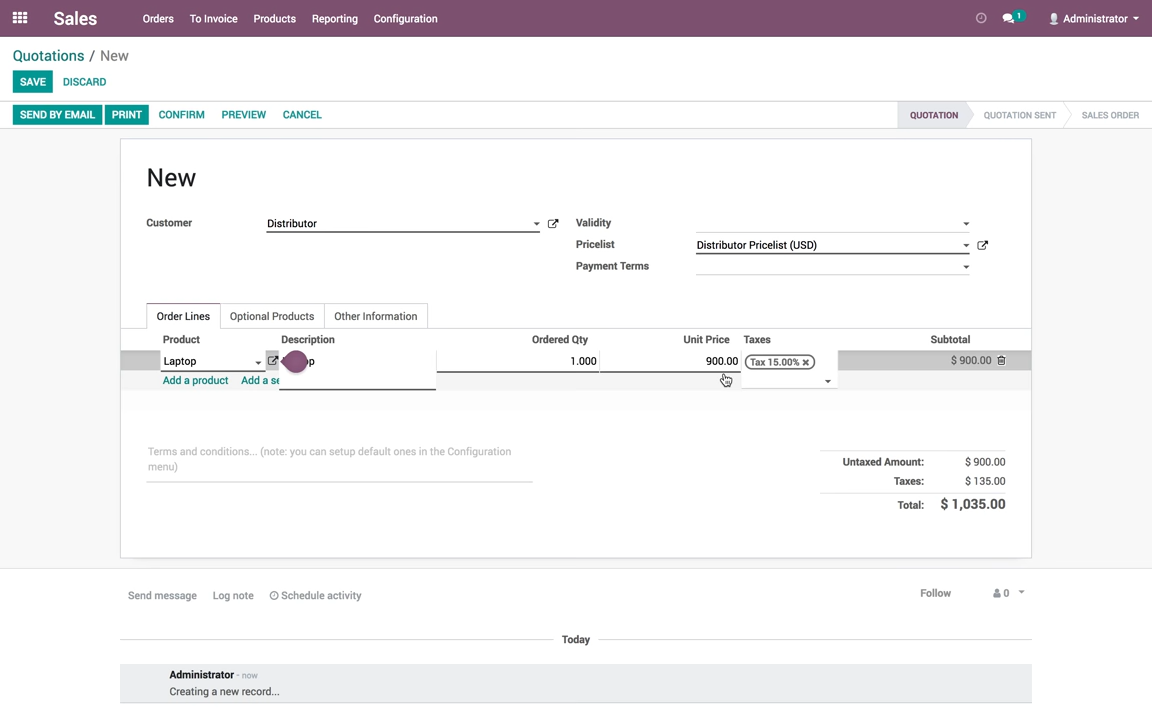 Sales Orders To Invoice Products Reporting Configuration 1 Administrator
Quotations / New
SAVE DISCARD
SEND BY EMAIL PRINT CONFIRM PREVIEW CANCEL QUOTATION QUOTATION SENT SALES ORDER
New
Customer Distributor Validity
Pricelist Distributor Pricelist (USD)
Payment Terms
Order Lines Optional Products Other Information
Product Description Ordered Qty Unit Price Taxes Subtotal
Laptop op 1.000 900.00 Tax 15.00% × $ 900.00
Add a product Add a se
Terms and conditions... (note: you can setup default ones in the Configuration
menu)
Untaxed Amount: $ 900.00
Taxes: $ 135.00
Total: $ 1,035.00
Send message Log note Schedule activity Follow 0
Today
Administrator - now
Creating a new record...